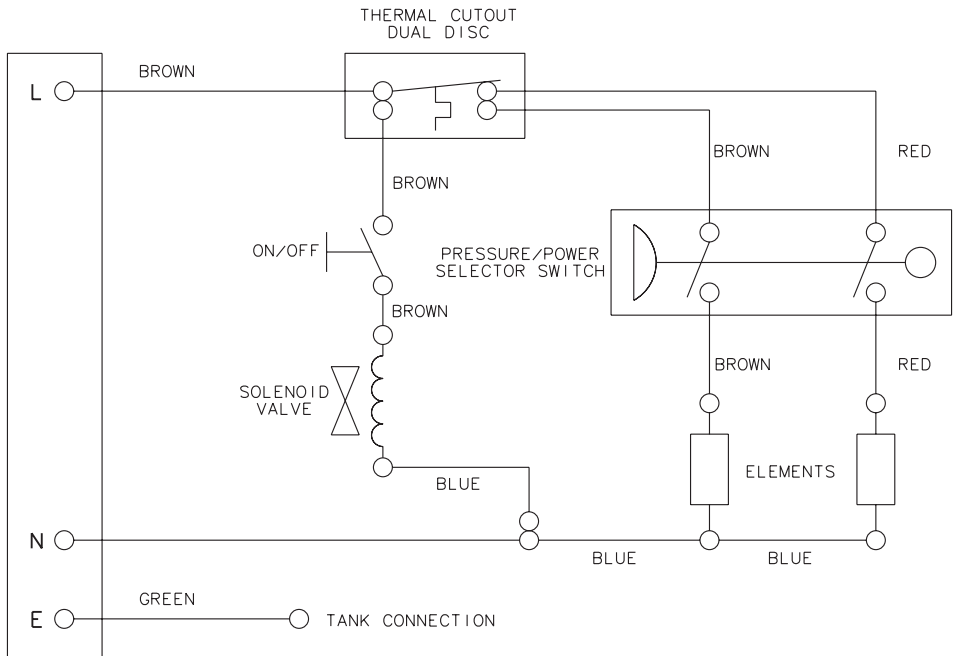 THERMAL CUTOUT
DUAL DISC
BROWN
L
BROWN
RED
BROWN
ON/OFF
PRESSURE/POWER
SELECTOR SWITCH
BROWN
BROWN
RED
SOLENOID
VALVE
ELEMENTS
BLUE
N
BLUE
BLUE
GREEN
E
TANK CONNECTION